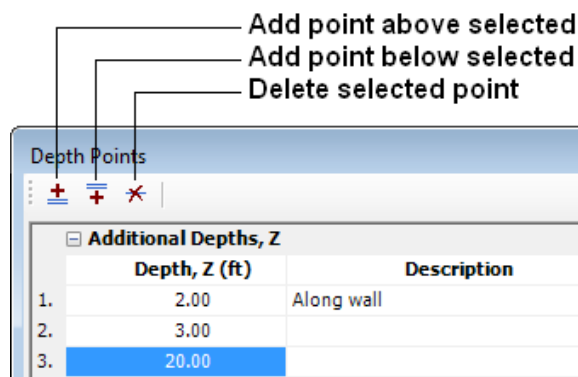 Add point above selected
Add point below selected
Delete selected point
Depth Points
Additional Depths, Z
Depth, Z (ft) Description
1. 2.00 Along wall
2. 3.00
3. 20.00